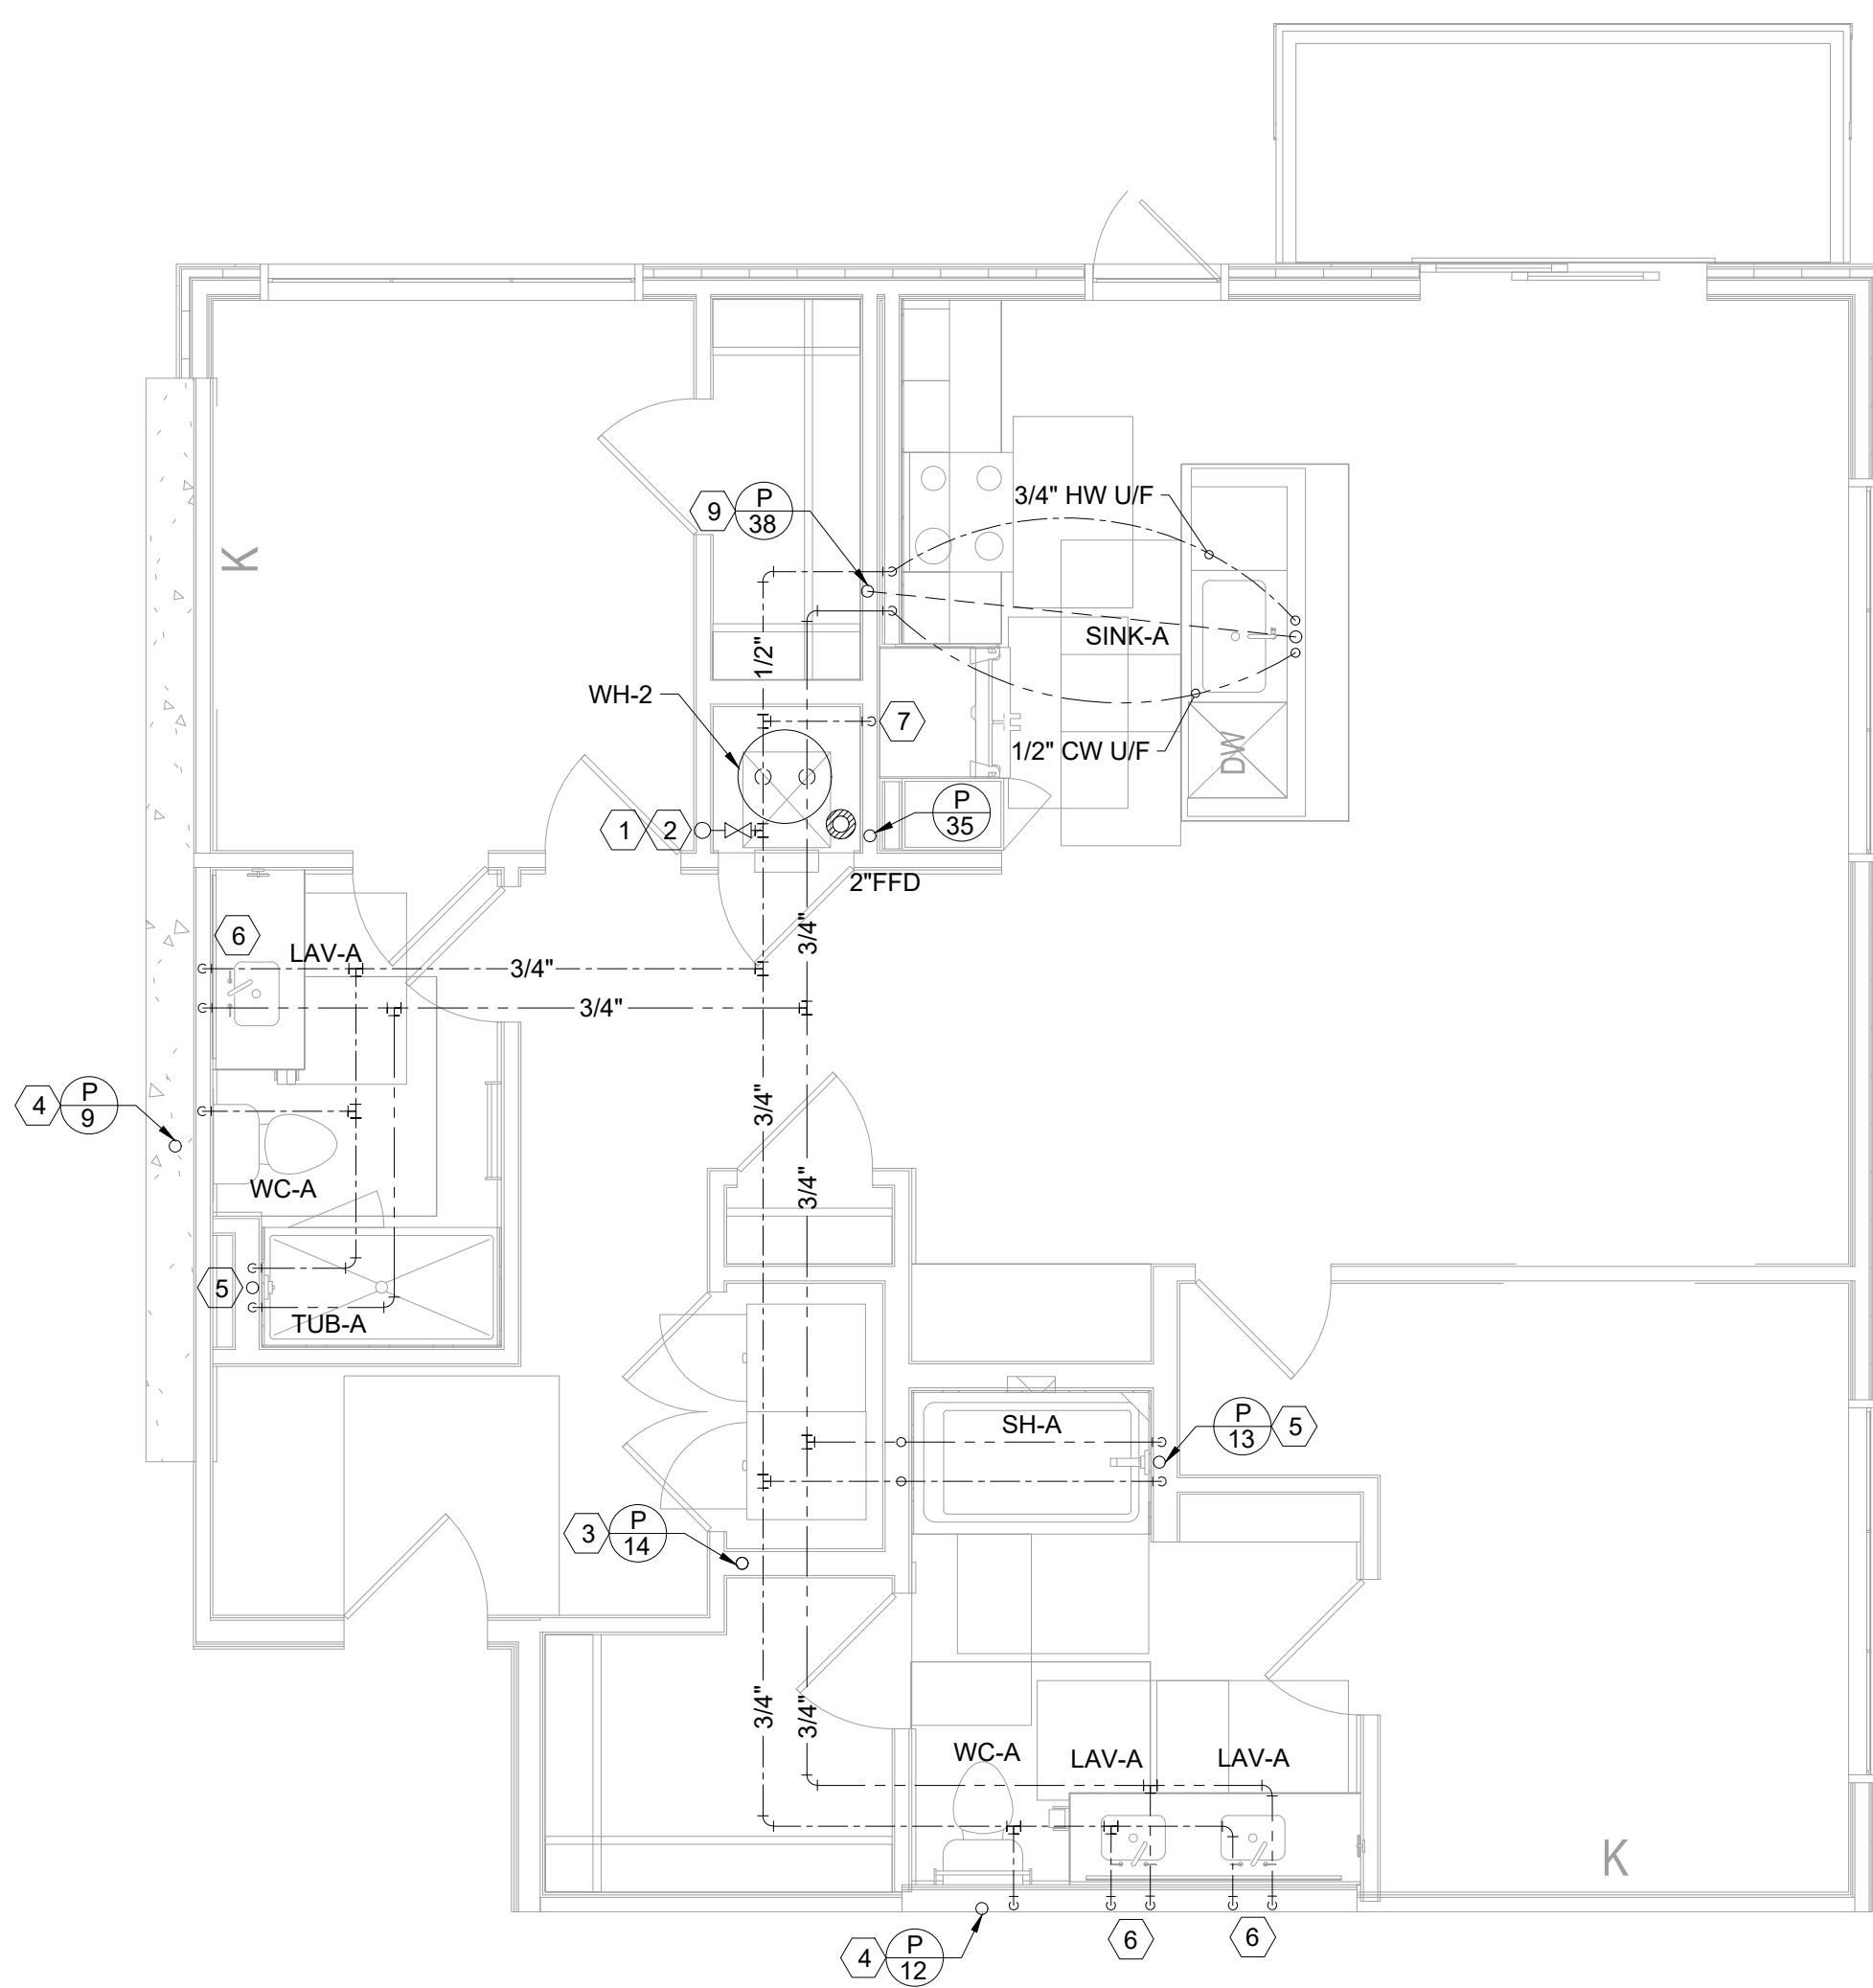 3/4" HW U/F
9
P
38
K
SINK-A
1/2"
WH-2
7
1/2" CW U/F
DW
1
2
P
35
2"FFD
6
LAV-A
3/4"
3/4"
3/4"
4
P
9
3/4"
3/4"
WC-A
5
TUB-A
SH-A
P
13
5
3
P
14
3/4"
3/4"
WC-A
LAV-A
LAV-A
K
6
6
4
P
12